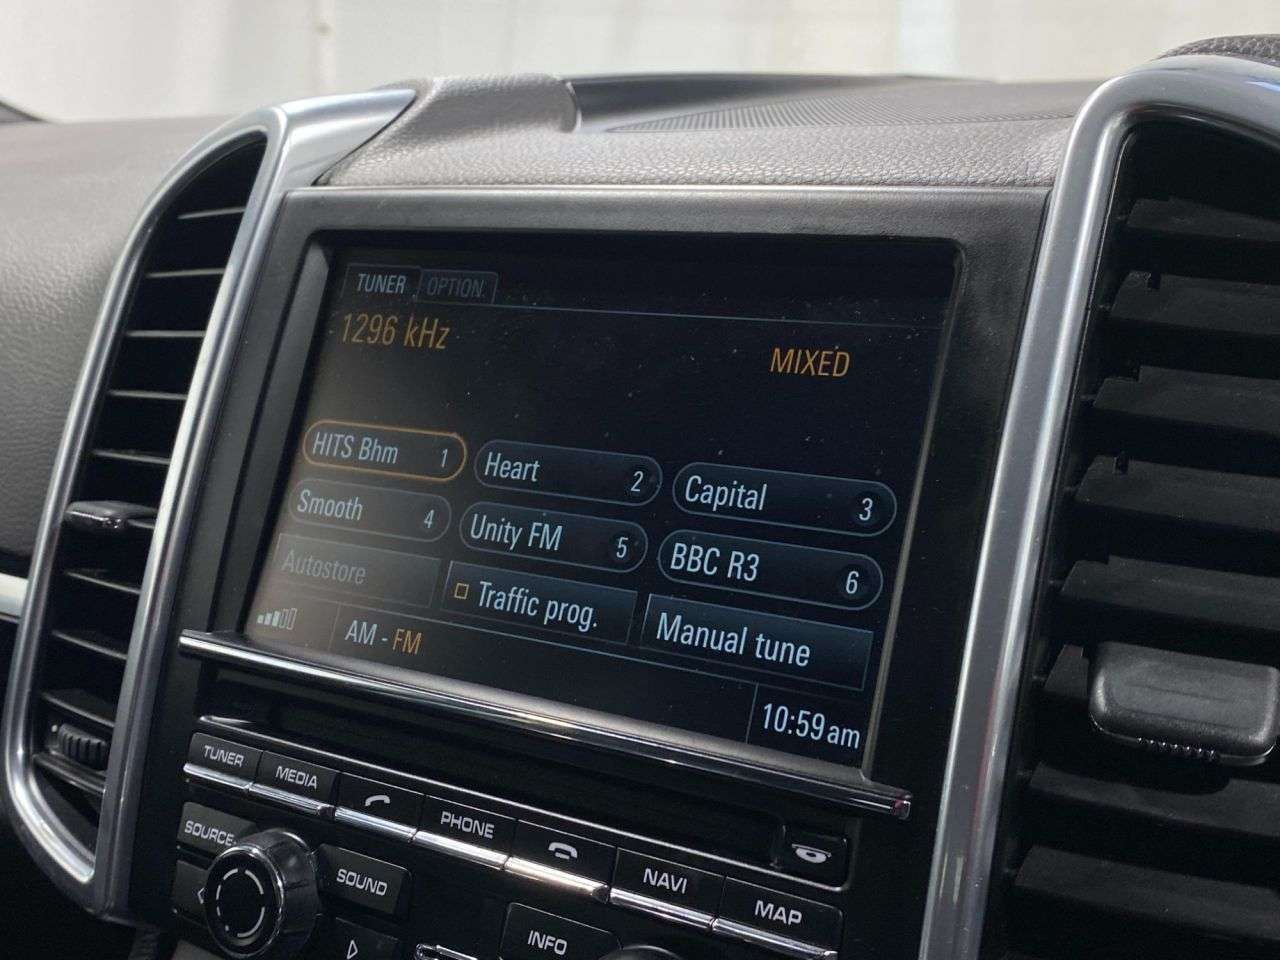 TUNER OPTION
1296 kHz
MIXED
HITS Bhm 1 Heart 2 Capital 3
Smooth 4 Unity FM 5 BBC R3 6
Autostore Traffic prog. Manual tune
AM - FM
10:59 am
TUNER MEDIA PHONE NAVI MAP
SOURCE SOUND INFO